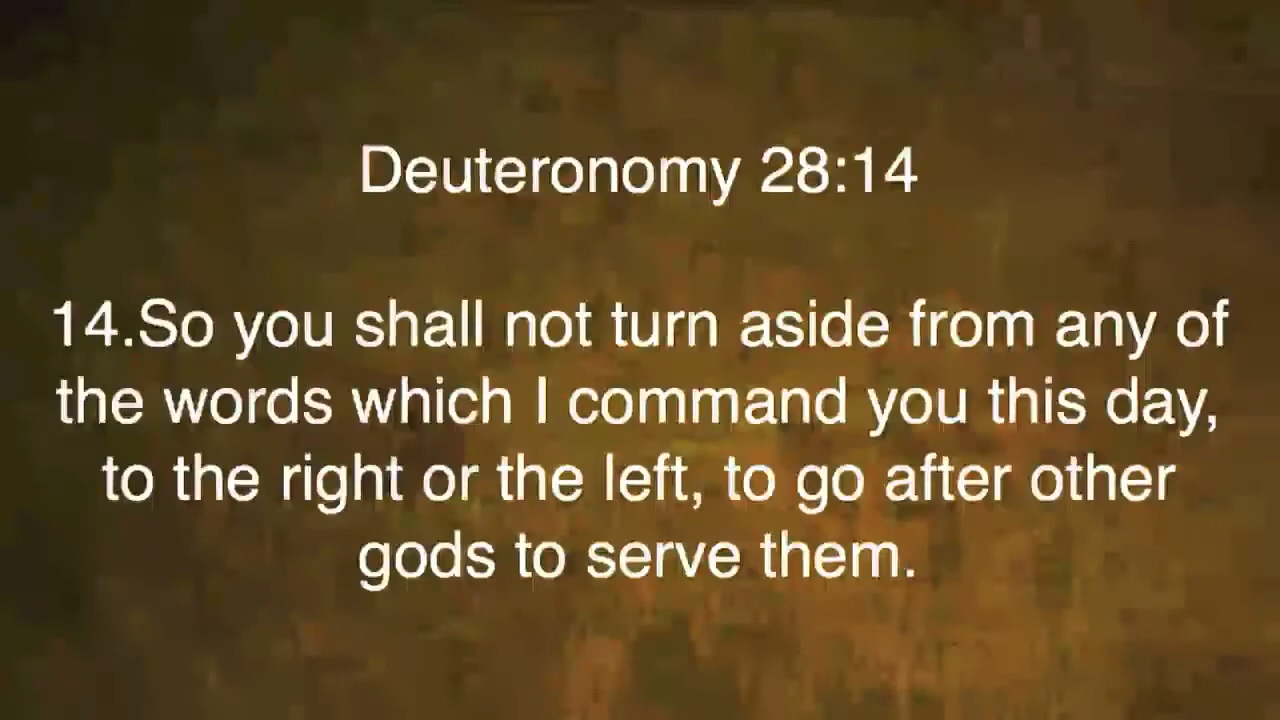 Deuteronomy 28:14
14.So you shall not turn aside from any of
the words which I command you this day,
to the right or the left, to go after other
gods to serve them.